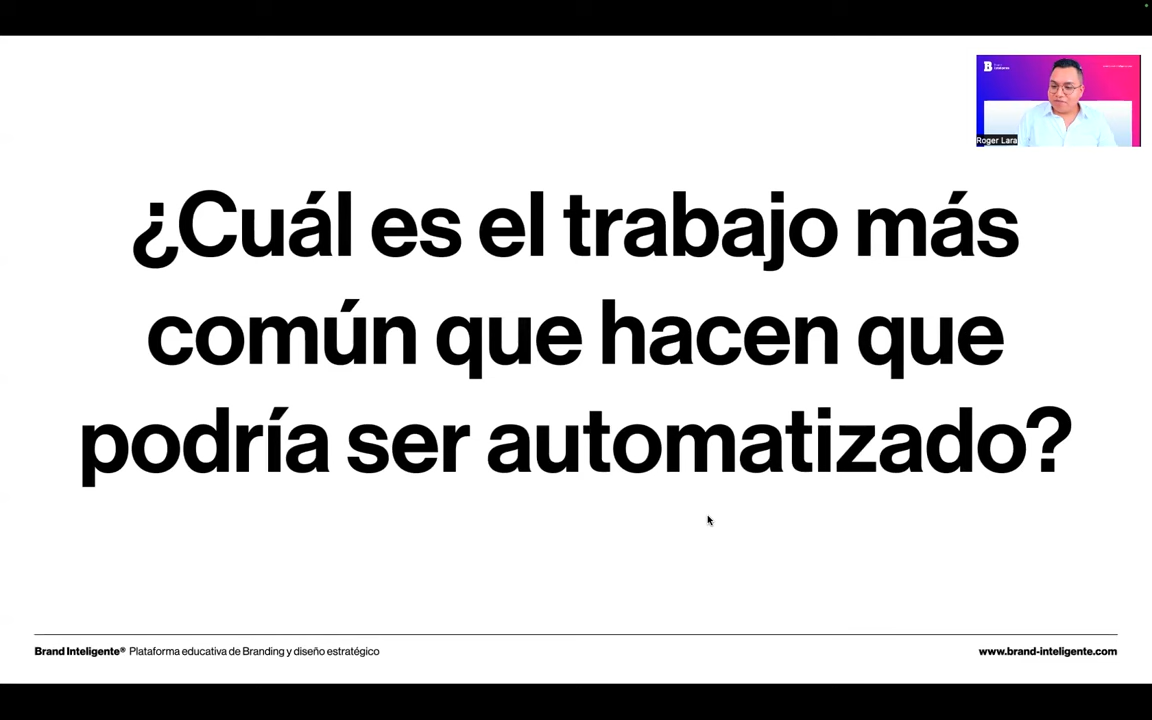 Roger Lara
¿Cuál es el trabajo más
común que hacen que
podría ser automatizado?
Brand Inteligente® Plataforma educativa de Branding y diseño estratégico
www.brand-inteligente.com